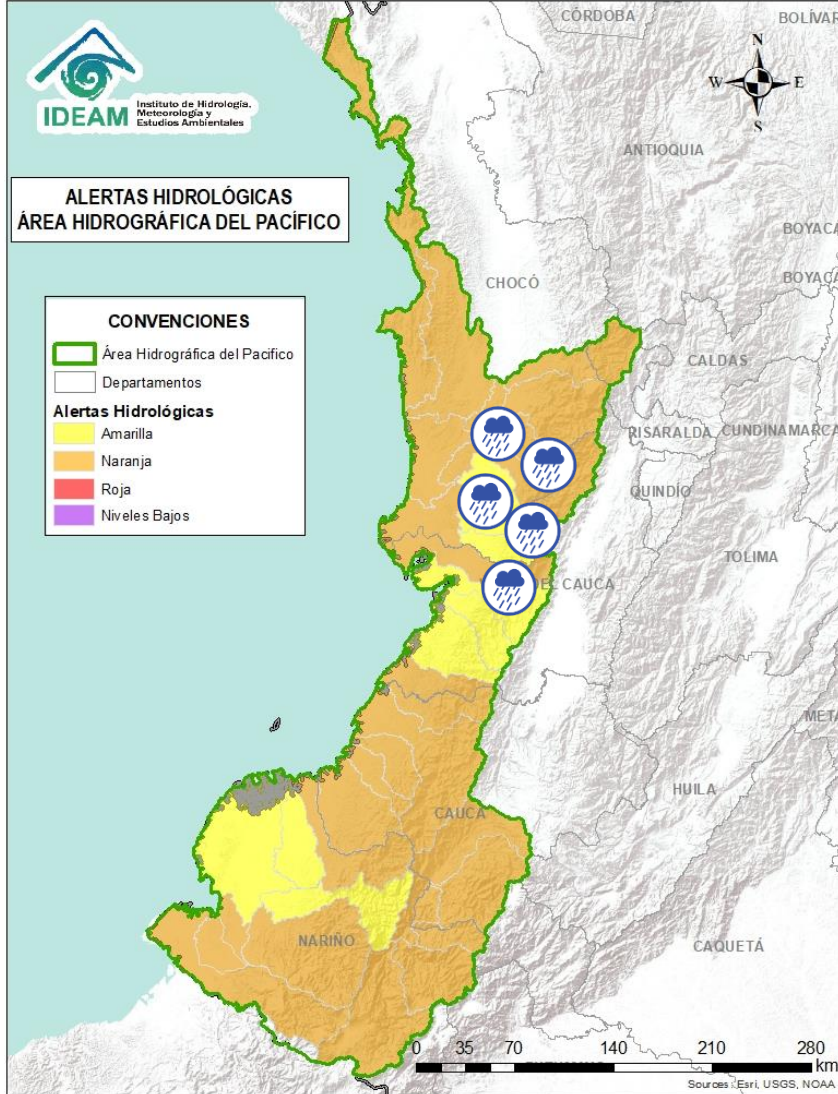 CÓRDOBA
BOLÍVAR
N
W
E
S
IDEAM
Instituto de Hidrología,
Meteorología y
Estudios Ambientales
ANTIOQUIA
ALERTAS HIDROLÓGICAS
ÁREA HIDROGRÁFICA DEL PACÍFICO
BOYACA
BOYACA
CHOCÓ
CONVENCIONES
Área Hidrográfica del Pacifico
Departamentos
Alertas Hidrológicas
Amarilla
Naranja
Roja
Niveles Bajos
CALDAS
RISARALDA
CUNDINAMARCA
QUINDÍO
TOLIMA
DEL CAUCA
META
HUILA
CAUCA
NARIÑO
CAQUETÁ
0 35 70 140 210 280
km
Sources: Esri, USGS, NOAA